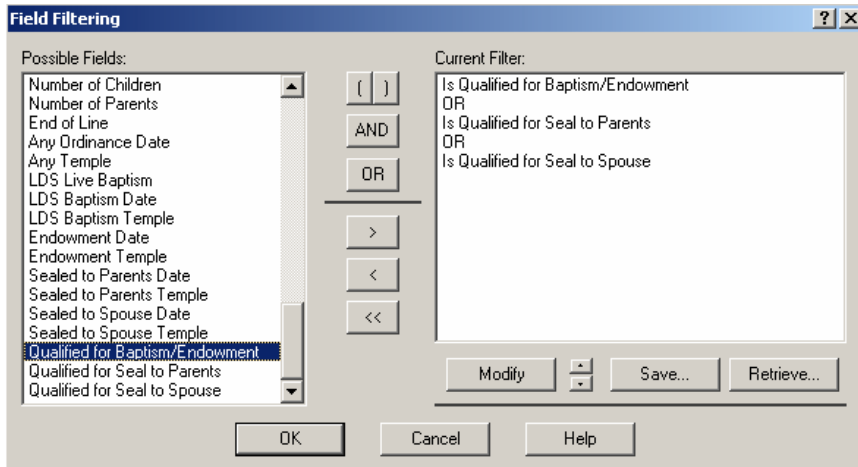 Field Filtering
? X
Possible Fields:
Number of Children
Number of Parents
End of Line
Any Ordinance Date
Any Temple
LDS Live Baptism
LDS Baptism Date
LDS Baptism Temple
Endowment Date
Endowment Temple
Sealed to Parents Date
Sealed to Parents Temple
Sealed to Spouse Date
Sealed to Spouse Temple
Qualified for Baptism/Endowment
Qualified for Seal to Parents
Qualified for Seal to Spouse
( )
AND
OR
>
<
<<
Current Filter:
Is Qualified for Baptism/Endowment
OR
Is Qualified for Seal to Parents
OR
Is Qualified for Seal to Spouse
Modify
Save...
Retrieve...
OK
Cancel
Help